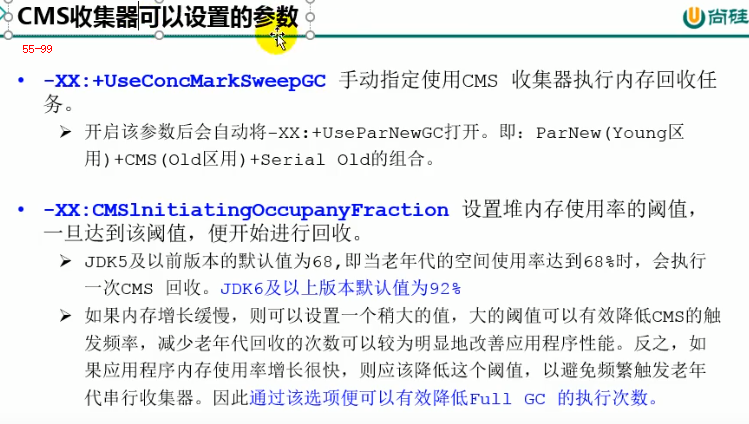 CMS收集器可以设置的参数
尚硅
55-99
• -XX:+UseConcMarkSweepGC 手动指定使用CMS 收集器执行内存回收任
务。
➢ 开启该参数后会自动将-XX:+UseParNewGC打开。即：ParNew(Young区
用)+CMS(Old区用)+Serial Old的组合。
• -XX:CMSlnitiatingOccupanyFraction 设置堆内存使用率的阈值，
一旦达到该阈值，便开始进行回收。
➢ JDK5及以前版本的默认值为68,即当老年代的空间使用率达到68%时，会执行
一次CMS 回收。JDK6及以上版本默认值为92%
➢ 如果内存增长缓慢，则可以设置一个稍大的值，大的阈值可以有效降低CMS的触
发频率，减少老年代回收的次数可以较为明显地改善应用程序性能。反之，如
果应用程序内存使用率增长很快，则应该降低这个阈值，以避免频繁触发老年
代串行收集器。因此通过该选项便可以有效降低Full GC 的执行次数。